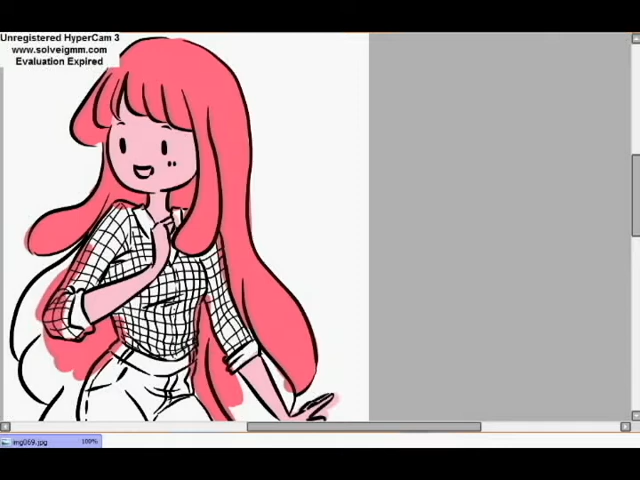 Unregistered HyperCam 3
www.solveigmm.com
Evaluation Expired
img069.jpg 100%